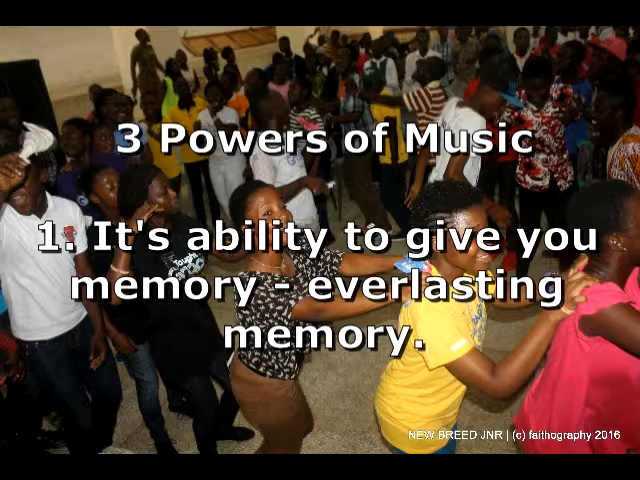 3 Powers of Music
1. It's ability to give you
memory - everlasting
memory.
NEW BREED JNR | (c) faithography 2016